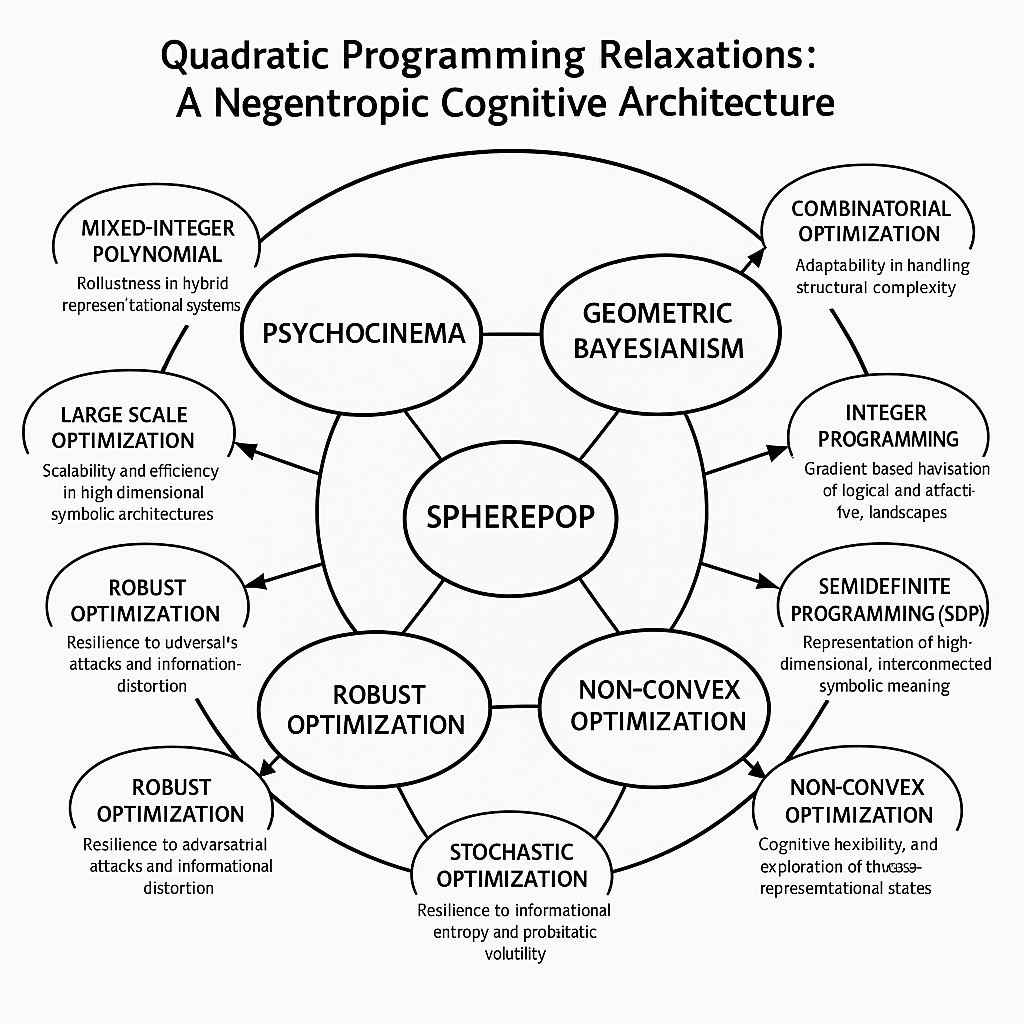 Quadratic Programming Relaxations:
A Negentropic Cognitive Architecture
MIXED-INTEGER
POLYNOMIAL
Rollustness in hybrid
represen'tational systems
COMBINATORIAL
OPTIMIZATION
Adaptability in handling
structural complexity
PSYCHOCINEMA
GEOMETRIC
BAYESIANISM
LARGE SCALE
OPTIMIZATION
Scalability and efficiency
in high dimensional
symbolic architectures
INTEGER
PROGRAMMING
Gradient based havisation
of logical and atfacti-
fve, landscapes
SPHEREPOP
ROBUST
OPTIMIZATION
Resilience to udversal's
attacks and infornation-
distortion
SEMIDEFINITE
PROGRAMMING (SDP)
Representation of high-
dimensional, interconmected
symbolic meaning
ROBUST
OPTIMIZATION
NON-CONVEX
OPTIMIZATION
ROBUST
OPTIMIZATION
Resilience to advarsatrial
attacks and informational
distortion
NON-CONVEX
OPTIMIZATION
Cognitive hexibility, and
exploration of
represemtational states
STOCHASTIC
OPTIMIZATION
Resilience to informational
entropy and probiitatic
volutility